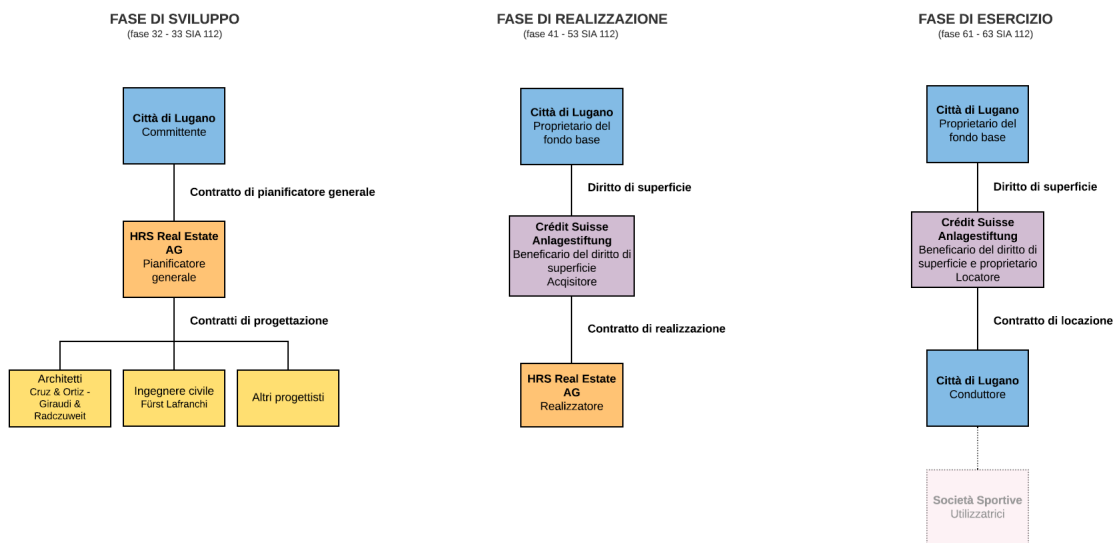 FASE DI SVILUPPO
(fase 32 - 33 SIA 112)
Città di Lugano
Committente
Contratto di pianificatore generale
HRS Real Estate
AG
Pianificatore
generale
Contratti di progettazione
Architetti
Cruz & Ortiz -
Giraudi &
Radczuweit
Ingegnere civile
Fürst Lafranchi
Altri progettisti
FASE DI REALIZZAZIONE
(fase 41 - 53 SIA 112)
Città di Lugano
Proprietario del
fondo base
Diritto di superficie
Crédit Suisse
Anlagestiftung
Beneficario del diritto di
superficie
Acqisitore
Contratto di realizzazione
HRS Real Estate
AG
Realizzatore
FASE DI ESERCIZIO
(fase 61 - 63 SIA 112)
Città di Lugano
Proprietario del
fondo base
Diritto di superficie
Crédit Suisse
Anlagestiftung
Beneficario del diritto di
superficie e proprietario
Locatore
Contratto di locazione
Città di Lugano
Conduttore
Società Sportive
Utilizzatrici